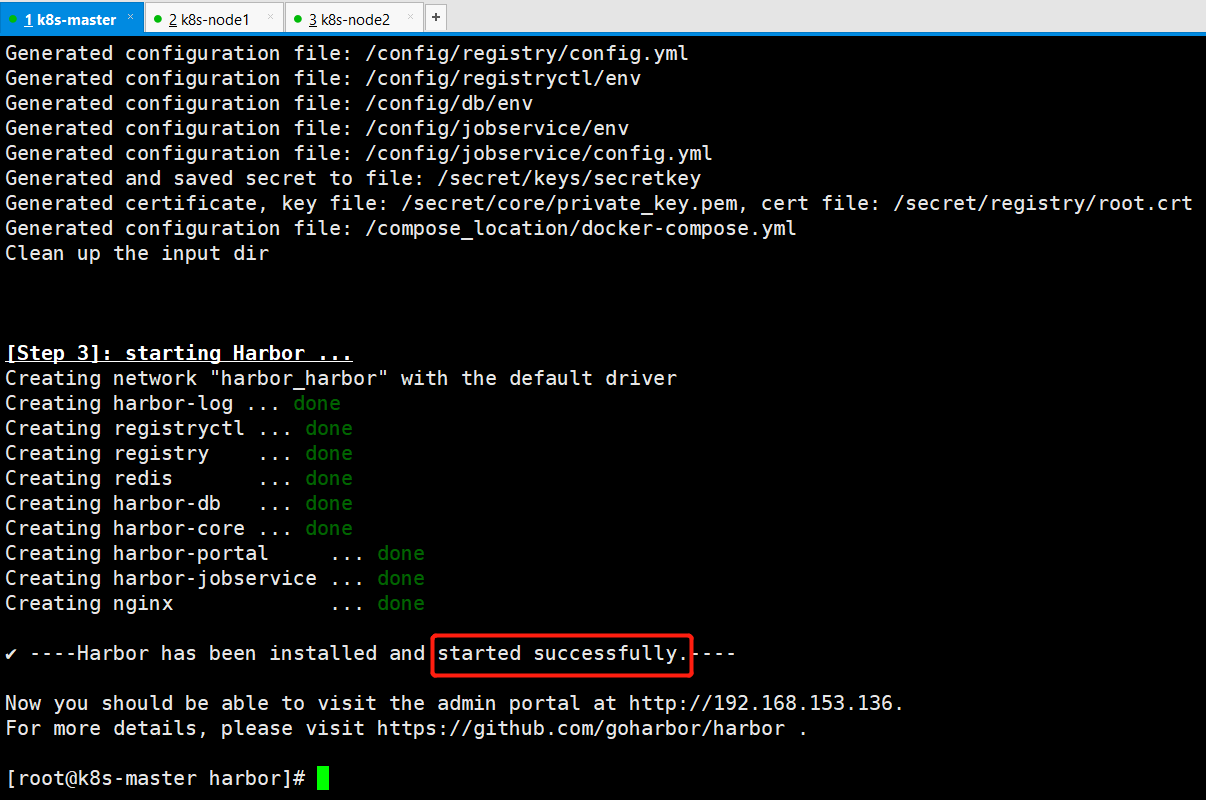 1 k8s-master × 2 k8s-node1 × 3 k8s-node2 × +
Generated configuration file: /config/registry/config.yml
Generated configuration file: /config/registryctl/env
Generated configuration file: /config/db/env
Generated configuration file: /config/jobservice/env
Generated configuration file: /config/jobservice/config.yml
Generated and saved secret to file: /secret/keys/secretkey
Generated certificate, key file: /secret/core/private_key.pem, cert file: /secret/registry/root.crt
Generated configuration file: /compose_location/docker-compose.yml
Clean up the input dir
[Step 3]: starting Harbor ...
Creating network "harbor_harbor" with the default driver
Creating harbor-log ... done
Creating registryctl ... done
Creating registry    ... done
Creating redis       ... done
Creating harbor-db   ... done
Creating harbor-core ... done
Creating harbor-portal     ... done
Creating harbor-jobservice ... done
Creating nginx             ... done
✔ ----Harbor has been installed and started successfully.----
Now you should be able to visit the admin portal at http://192.168.153.136.
For more details, please visit https://github.com/goharbor/harbor .
[root@k8s-master harbor]#